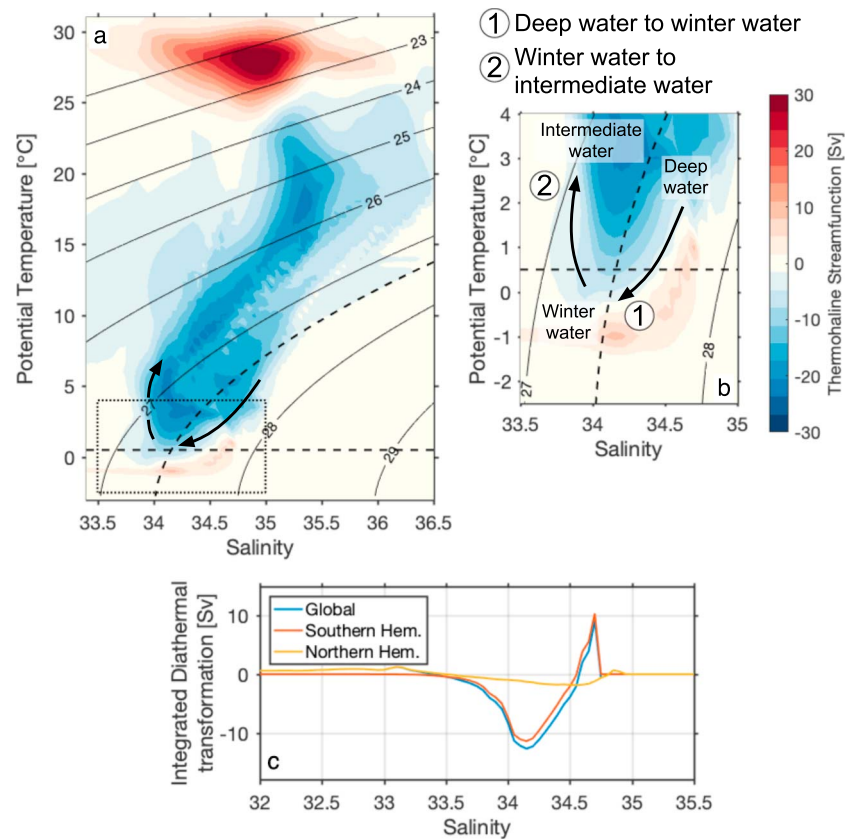 a
30
25
20
15
10
5
0
Potential Temperature [°C]
33.5 34 34.5 35 35.5 36 36.5
Salinity
23
24
25
26
27
28
29
1 Deep water to winter water
2 Winter water to
intermediate water
4
3
2
1
0
-1
-2
Potential Temperature [°C]
Intermediate
water
Deep
water
2
Winter
water
1
27
28
b
33.5 34 34.5 35
Salinity
30
20
10
0
-10
-20
-30
Thermohaline Streamfunction [Sv]
Integrated Diathermal
transformation [Sv]
10
0
-10
Global
Southern Hem.
Northern Hem.
c
32 32.5 33 33.5 34 34.5 35 35.5
Salinity